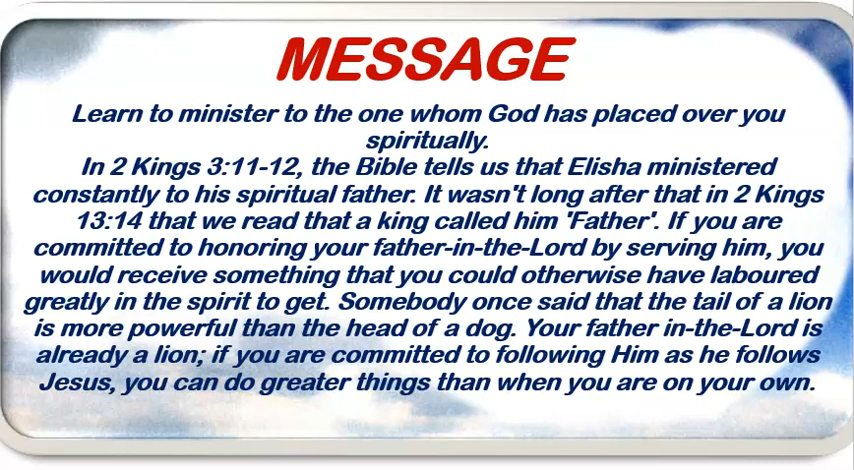 MESSAGE
Learn to minister to the one whom God has placed over you
spiritually.
In 2 Kings 3:11-12, the Bible tells us that Elisha ministered
constantly to his spiritual father. It wasn't long after that in 2 Kings
13:14 that we read that a king called him 'Father'. If you are
committed to honoring your father-in-the-Lord by serving him, you
would receive something that you could otherwise have laboured
greatly in the spirit to get. Somebody once said that the tail of a lion
is more powerful than the head of a dog. Your father in-the-Lord is
already a lion; if you are committed to following Him as he follows
Jesus, you can do greater things than when you are on your own.